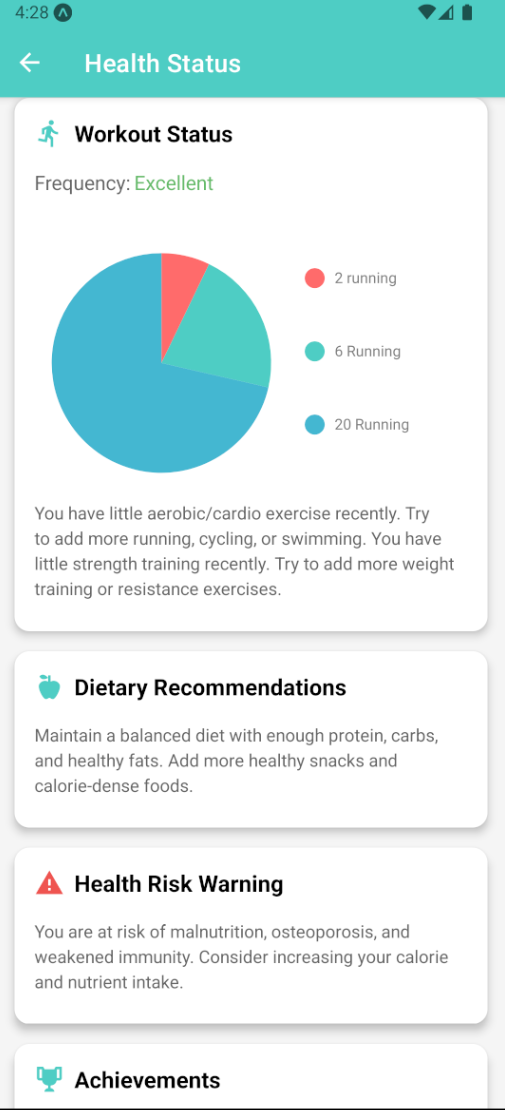 4:28
Health Status
Workout Status
Frequency: Excellent
2 running
6 Running
20 Running
You have little aerobic/cardio exercise recently. Try
to add more running, cycling, or swimming. You have
little strength training recently. Try to add more weight
training or resistance exercises.
Dietary Recommendations
Maintain a balanced diet with enough protein, carbs,
and healthy fats. Add more healthy snacks and
calorie-dense foods.
Health Risk Warning
You are at risk of malnutrition, osteoporosis, and
weakened immunity. Consider increasing your calorie
and nutrient intake.
Achievements